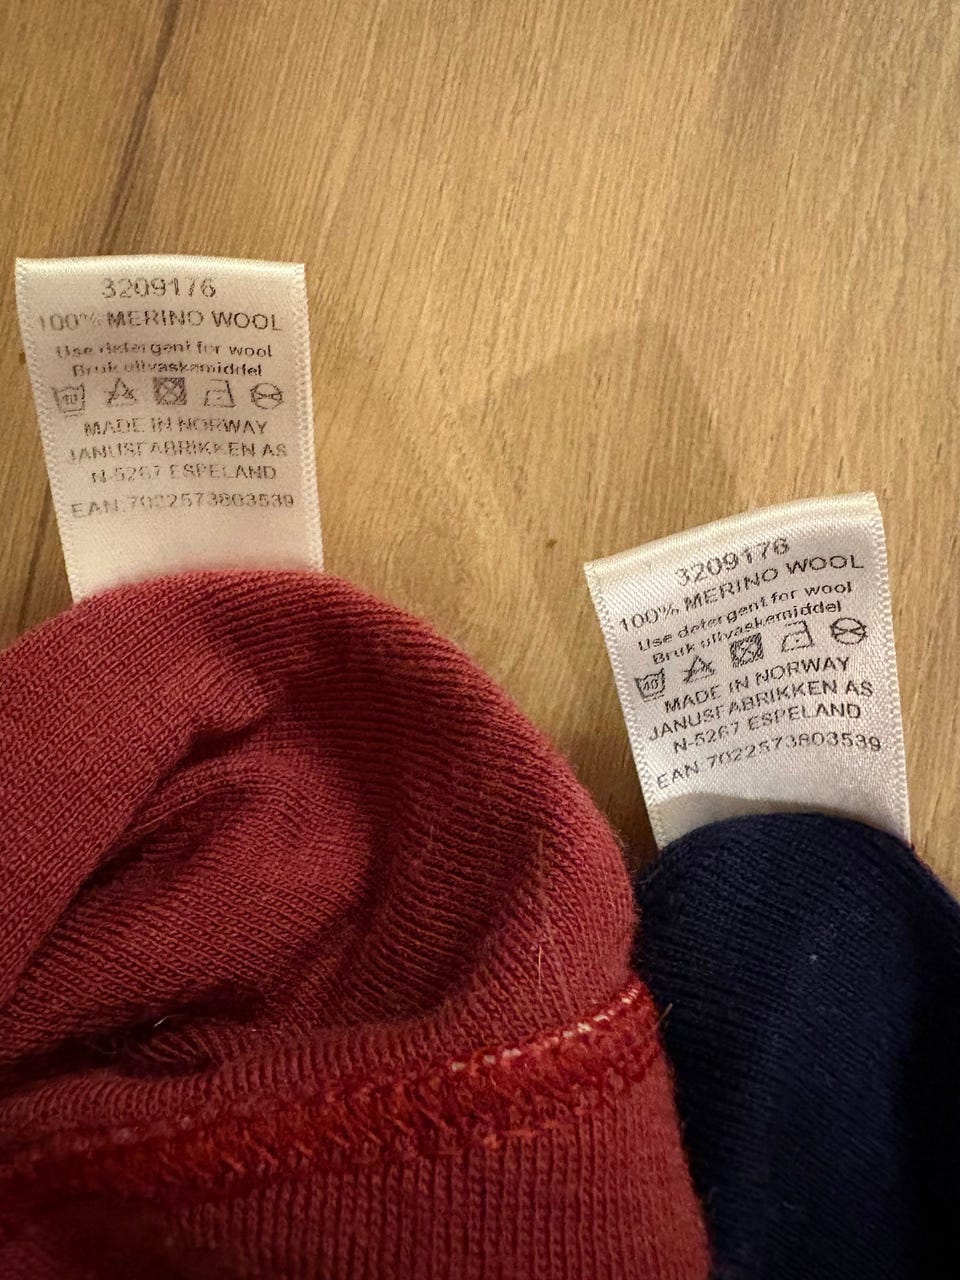 3209176
100% MERINO WOOL
Use detergent for wool
Bruk ullvaskemiddel
40
MADE IN NORWAY
JANUSFABRIKKEN AS
N-5267 ESPELAND
EAN 7022573803539
3209176
100% MERINO WOOL
Use detergent for wool
Bruk ullvaskemiddel
40
MADE IN NORWAY
JANUSFABRIKKEN AS
N-5267 ESPELAND
EAN 7022573803539